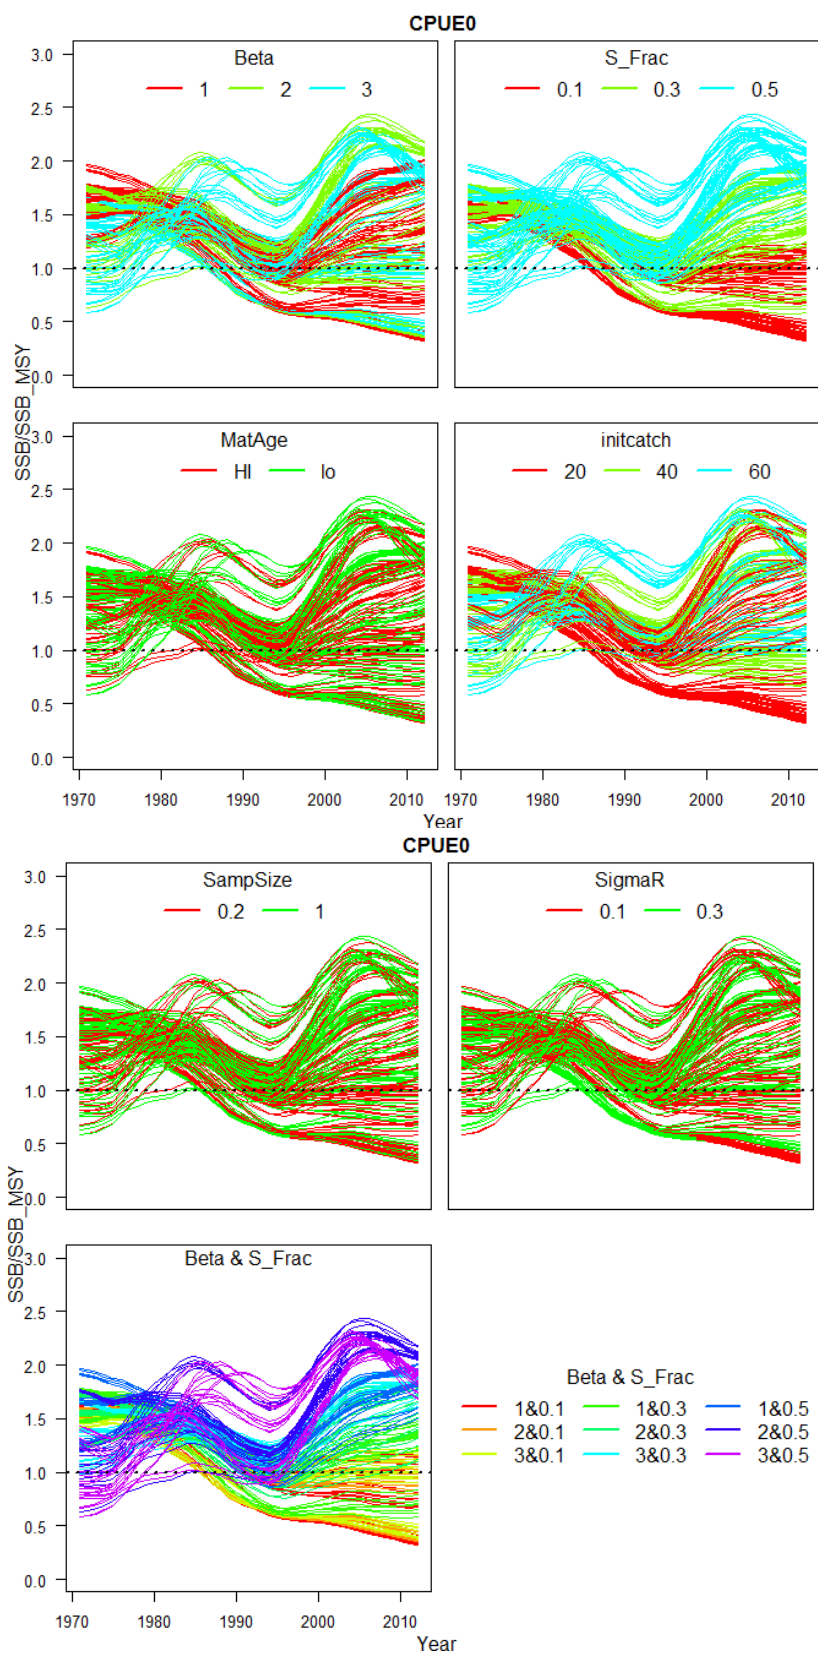 CPUE0
Beta
1 2 3
S_Frac
0.1 0.3 0.5
3.0
2.5
2.0
1.5
1.0
0.5
0.0
SSB/SSB_MSY
MatAge
HI lo
initcatch
20 40 60
3.0
2.5
2.0
1.5
1.0
0.5
0.0
1970 1980 1990 2000 2010
1970 1980 1990 2000 2010
Year
CPUE0
SampSize
0.2 1
SigmaR
0.1 0.3
3.0
2.5
2.0
1.5
1.0
0.5
0.0
SSB/SSB_MSY
Beta & S_Frac
3.0
2.5
2.0
1.5
1.0
0.5
0.0
1970 1980 1990 2000 2010
Year
Beta & S_Frac
1&0.1 1&0.3 1&0.5
2&0.1 2&0.3 2&0.5
3&0.1 3&0.3 3&0.5